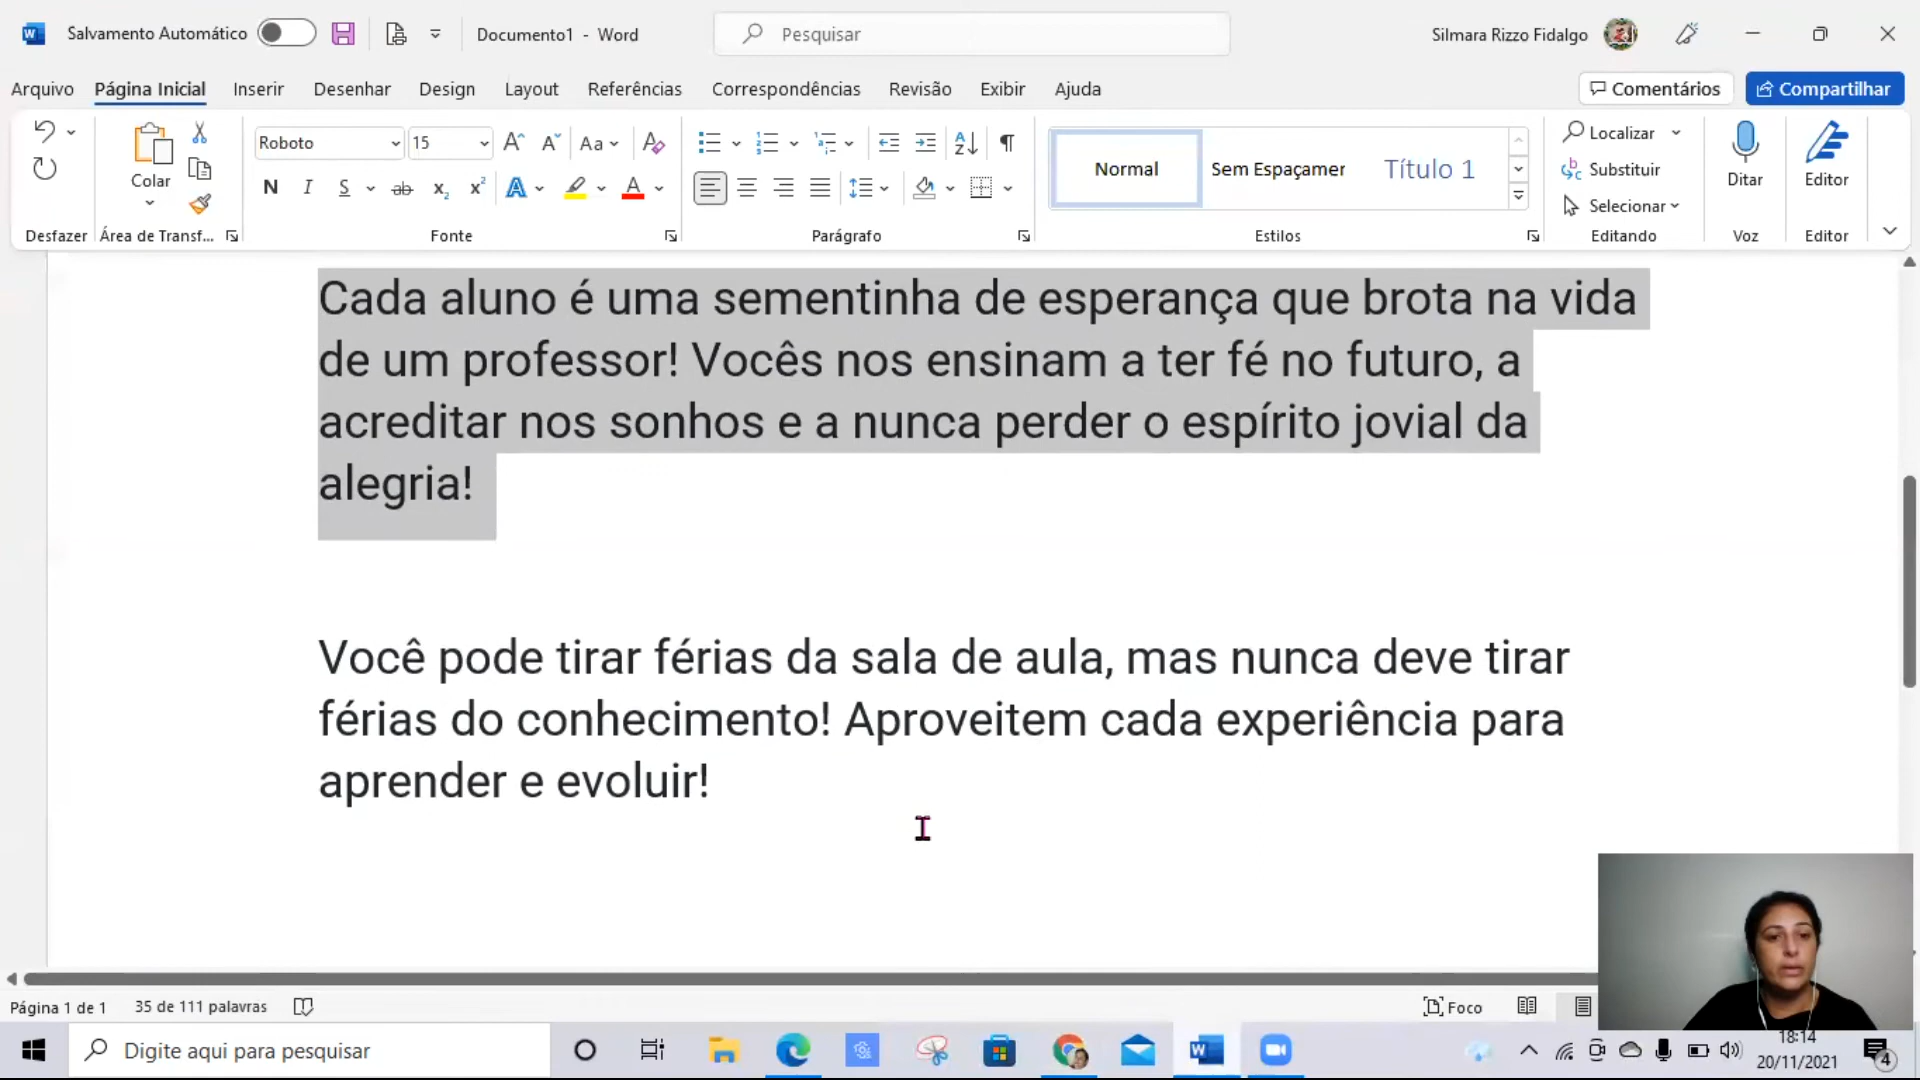 Salvamento Automático
Documento1 - Word
Pesquisar
Silmara Rizzo Fidalgo
Arquivo Página Inicial Inserir Desenhar Design Layout Referências Correspondências Revisão Exibir Ajuda Comentários Compartilhar
Roboto 15 Normal Sem Espaçamer Título 1
Colar
Localizar
Substituir
Selecionar
Ditar
Editor
Desfazer Área de Transf... Fonte Parágrafo Estilos Editando Voz Editor
Cada aluno é uma sementinha de esperança que brota na vida
de um professor! Vocês nos ensinam a ter fé no futuro, a
acreditar nos sonhos e a nunca perder o espírito jovial da
alegria!
Você pode tirar férias da sala de aula, mas nunca deve tirar
férias do conhecimento! Aproveitem cada experiência para
aprender e evoluir!
Página 1 de 1 35 de 111 palavras Foco
Digite aqui para pesquisar
18:14
20/11/2021
4